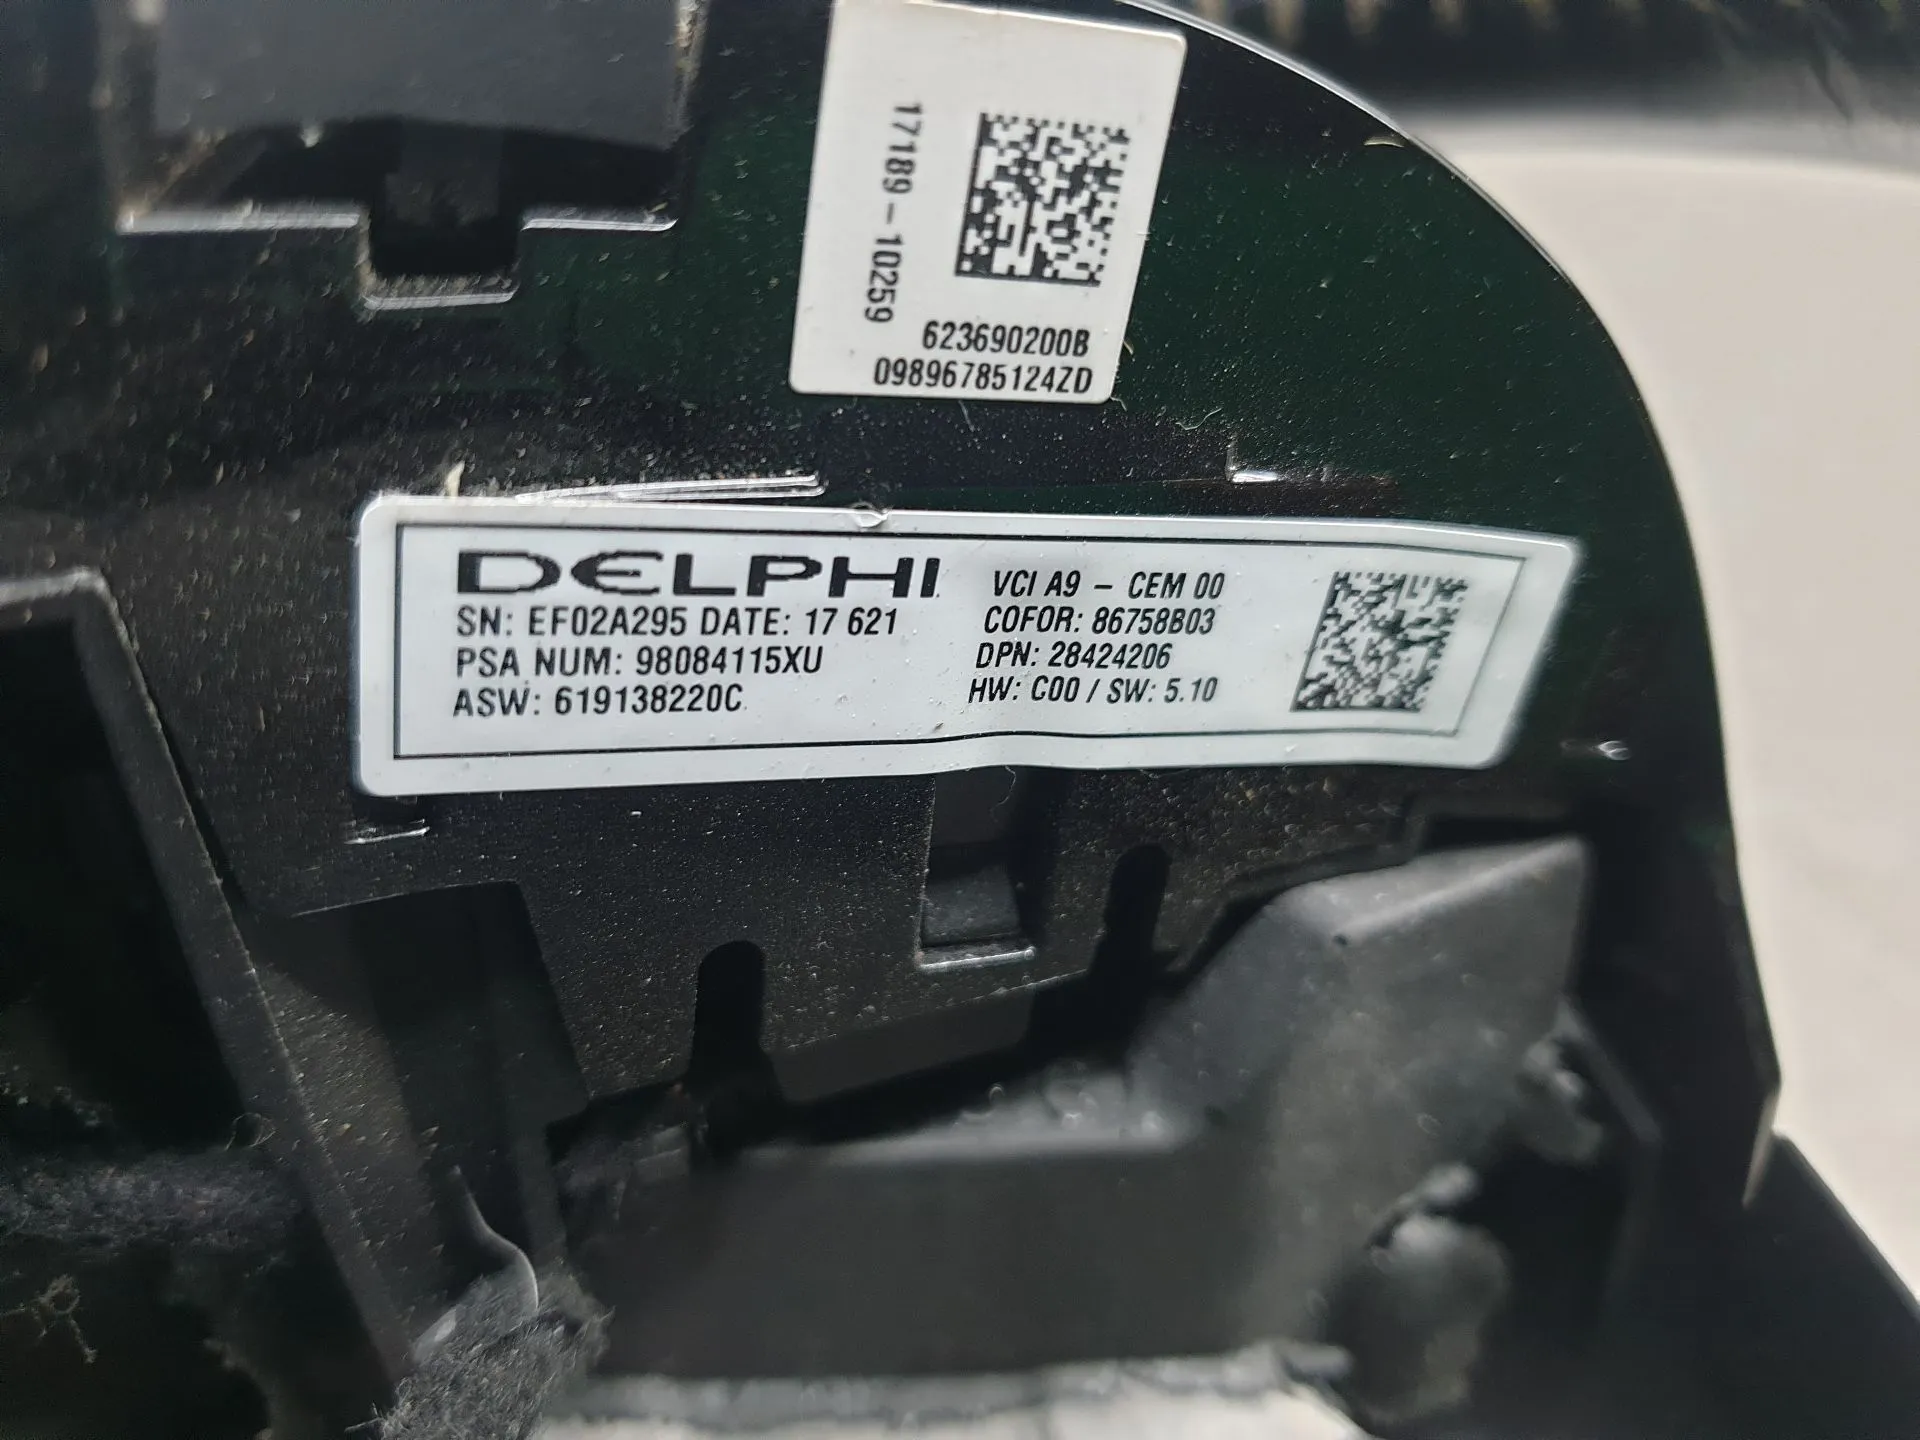 17189-10259
623690200B
09896785124ZD
DELPHI
SN: EF02A295 DATE: 17 621
PSA NUM: 98084115XU
ASW: 619138220C
VCI A9 - CEM 00
COFOR: 86758B03
DPN: 28424206
HW: C00 / SW: 5.10